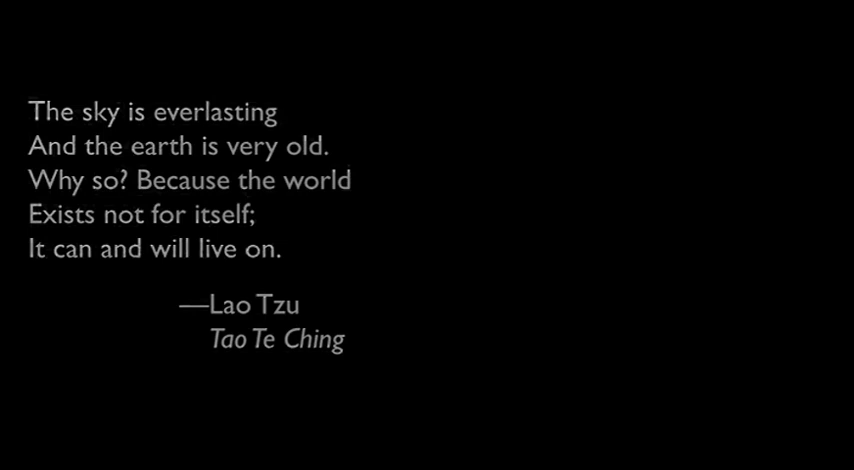 The sky is everlasting
And the earth is very old.
Why so? Because the world
Exists not for itself;
It can and will live on.
—Lao Tzu
Tao Te Ching